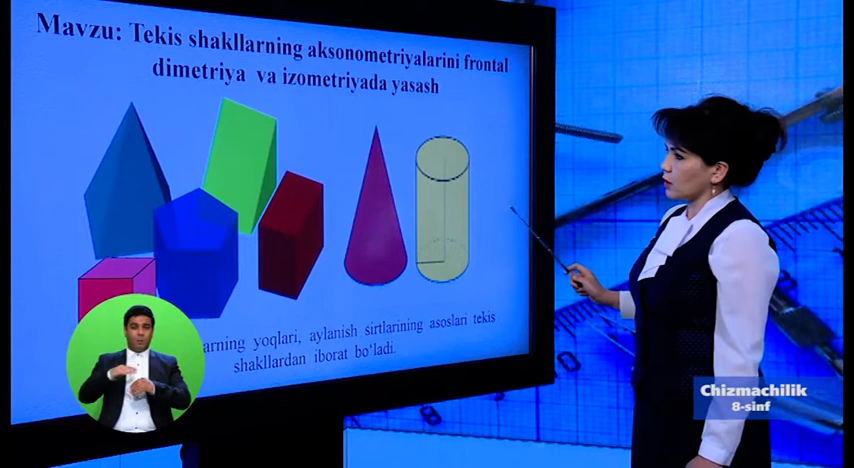 Mavzu: Tekis shakllarning aksonometriyalarini frontal
dimetriya va izometriyada yasash
arning yoqlari, aylanish sirtlarining asoslari tekis
shakllardan iborat bo‘ladi.
Chizmachilik
8-sinf